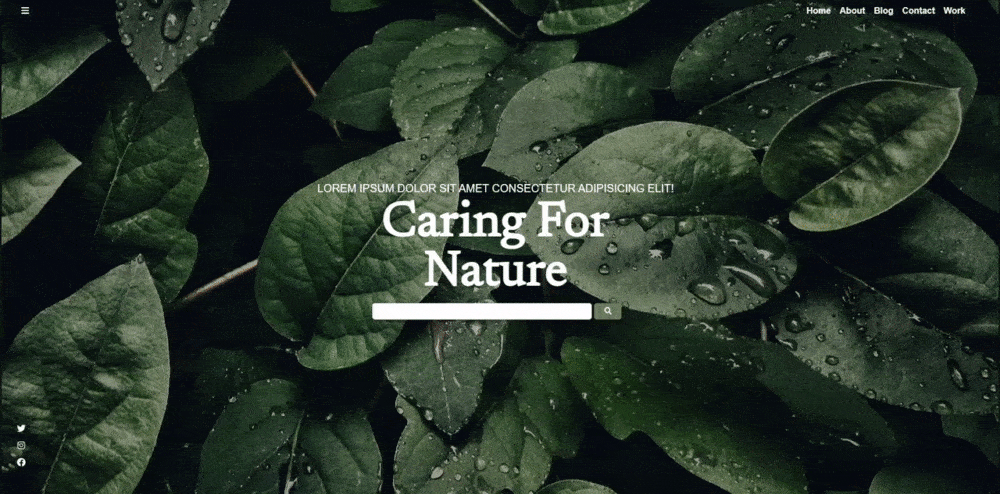 Home About Blog Contact Work
LOREM IPSUM DOLOR SIT AMET CONSECTETUR ADIPISICING ELIT!
Caring For
Nature